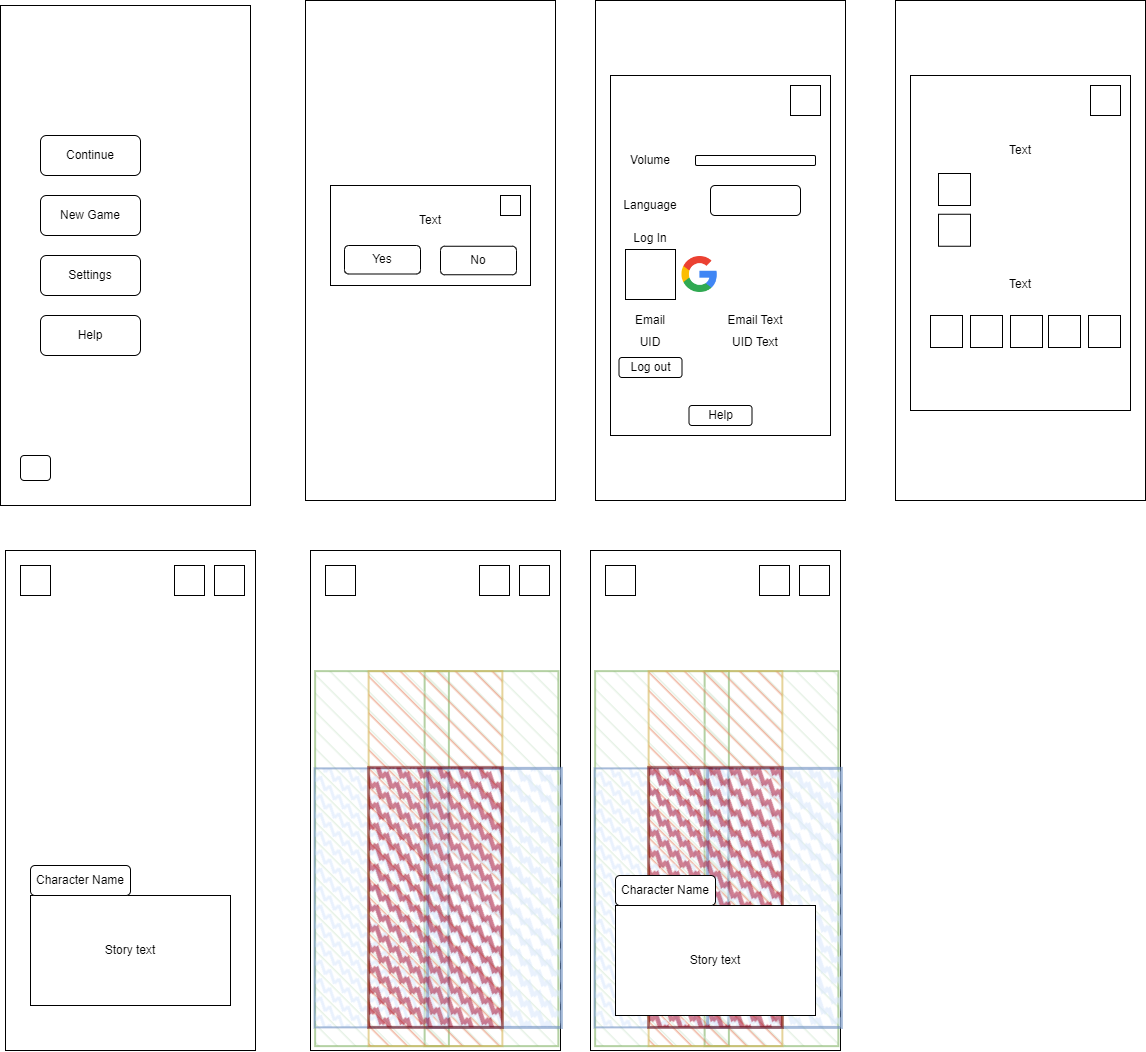 Continue
New Game
Settings
Help
Text
Yes
No
Volume
Language
Log In
Email
Email Text
UID
UID Text
Log out
Help
Text
Text
Character Name
Story text
Character Name
Story text